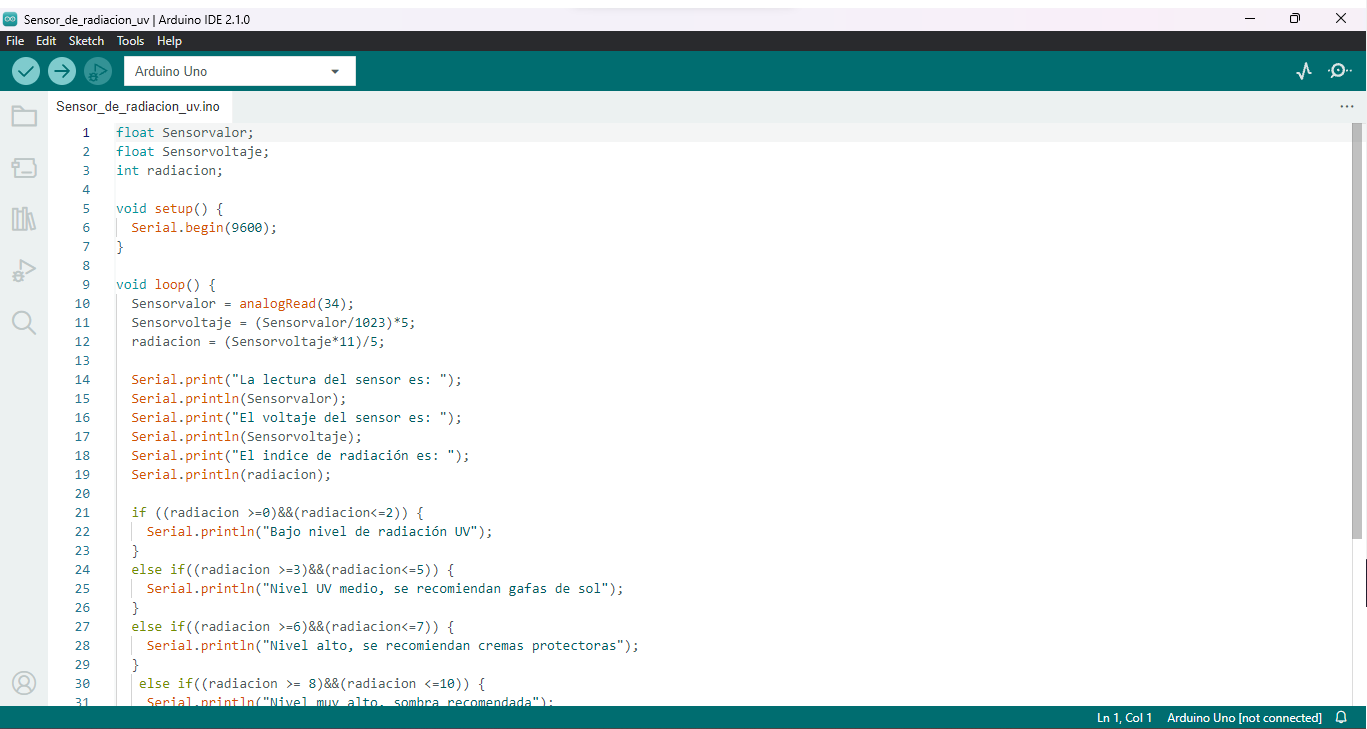 Sensor_de_radiacion_uv | Arduino IDE 2.1.0
File Edit Sketch Tools Help
Arduino Uno
Sensor_de_radiacion_uv.ino
1 float Sensorvalor;
2 float Sensorvoltaje;
3 int radiacion;
4
5 void setup() {
6 Serial.begin(9600);
7 }
8
9 void loop() {
10 Sensorvalor = analogRead(34);
11 Sensorvoltaje = (Sensorvalor/1023)*5;
12 radiacion = (Sensorvoltaje*11)/5;
13
14 Serial.print("La lectura del sensor es: ");
15 Serial.println(Sensorvalor);
16 Serial.print("El voltaje del sensor es: ");
17 Serial.println(Sensorvoltaje);
18 Serial.print("El indice de radiación es: ");
19 Serial.println(radiacion);
20
21 if ((radiacion >=0)&&(radiacion<=2)) {
22 Serial.println("Bajo nivel de radiación UV");
23 }
24 else if((radiacion >=3)&&(radiacion<=5)) {
25 Serial.println("Nivel UV medio, se recomiendan gafas de sol");
26 }
27 else if((radiacion >=6)&&(radiacion<=7)) {
28 Serial.println("Nivel alto, se recomiendan cremas protectoras");
29 }
30 else if((radiacion >= 8)&&(radiacion <=10)) {
31 Serial.println("Nivel muy alto, sombra recomendada");
Ln 1, Col 1 Arduino Uno [not connected]